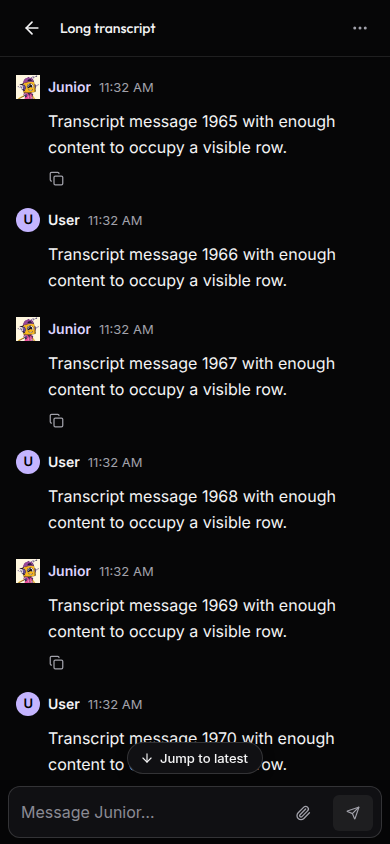 Long transcript
Junior 11:32 AM
Transcript message 1965 with enough
content to occupy a visible row.
U User 11:32 AM
Transcript message 1966 with enough
content to occupy a visible row.
Junior 11:32 AM
Transcript message 1967 with enough
content to occupy a visible row.
U User 11:32 AM
Transcript message 1968 with enough
content to occupy a visible row.
Junior 11:32 AM
Transcript message 1969 with enough
content to occupy a visible row.
U User 11:32 AM
Transcript message 1970 with enough
content to row.
Jump to latest
Message Junior...